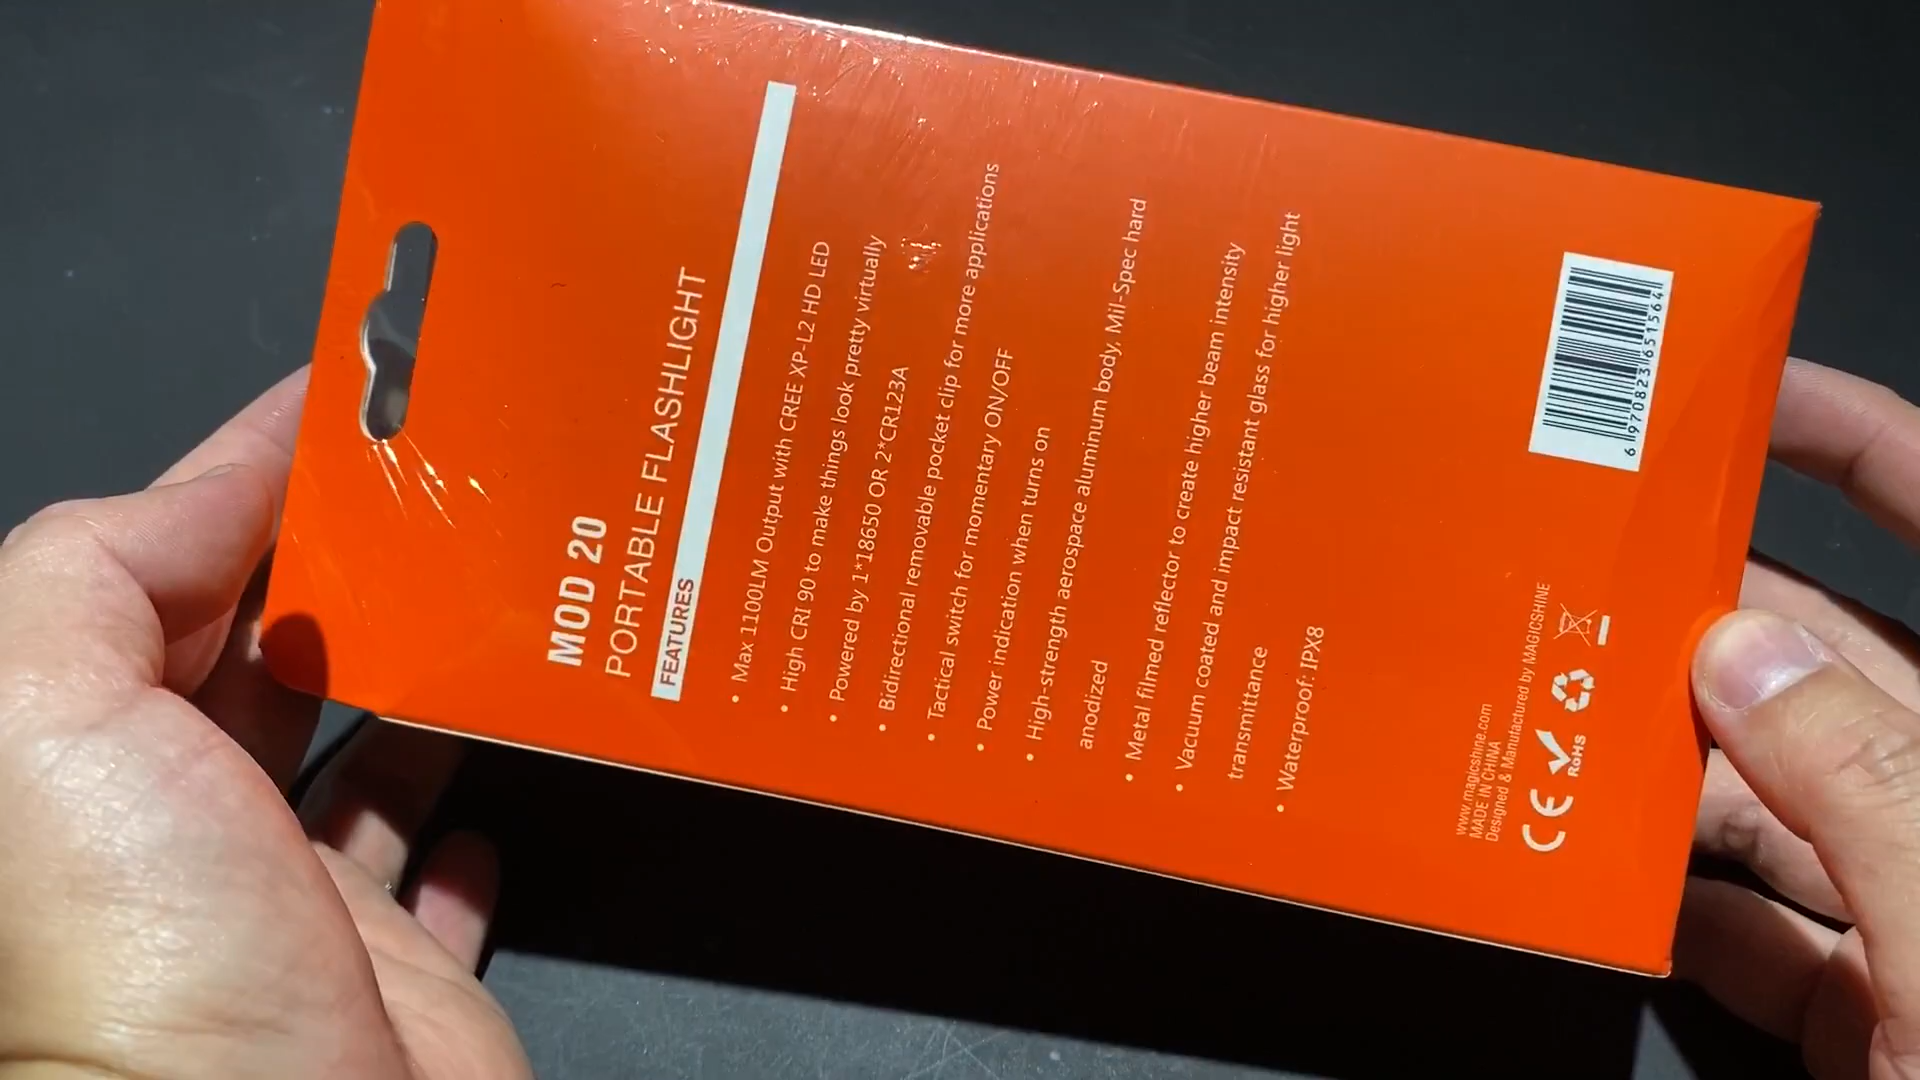 MOD 20
PORTABLE FLASHLIGHT
FEATURES
• Max 1100LM Output with CREE XP-L2 HD LED
• High CRI 90 to make things look pretty virtually
• Powered by 1*18650 OR 2*CR123A
• Bidirectional removable pocket clip for more applications
• Tactical switch for momentary ON/OFF
• Power indication when turns on
• High-strength aerospace aluminum body, Mil-Spec hard
anodized
• Metal filmed reflector to create higher beam intensity
• Vacuum coated and impact resistant glass for higher light
transmittance
• Waterproof: IPX8
www.magicshine.com
MADE IN CHINA
Designed & Manufactured by MAGICSHINE
CE RoHS
6 970823 651564